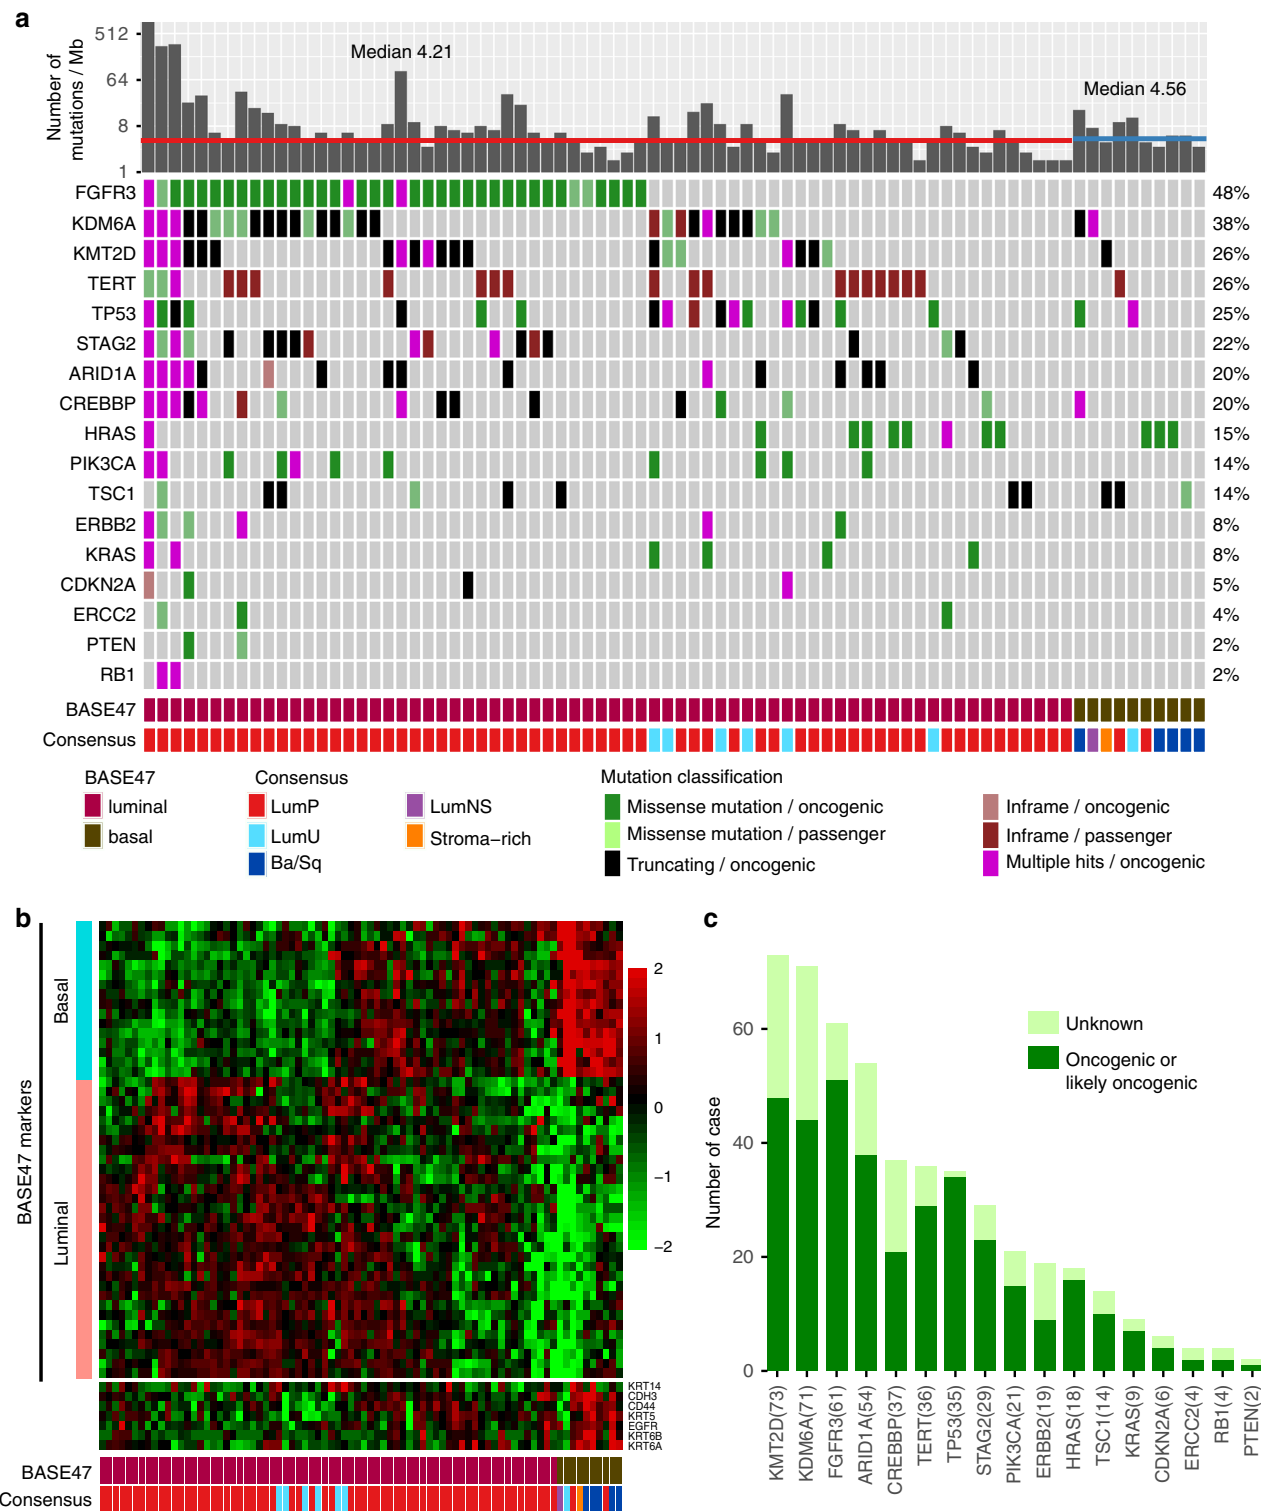 a
Number of
mutations / Mb
512
64
8
1
Median 4.21
Median 4.56
FGFR3 48%
KDM6A 38%
KMT2D 26%
TERT 26%
TP53 25%
STAG2 22%
ARID1A 20%
CREBBP 20%
HRAS 15%
PIK3CA 14%
TSC1 14%
ERBB2 8%
KRAS 8%
CDKN2A 5%
ERCC2 4%
PTEN 2%
RB1 2%
BASE47
Consensus
BASE47
luminal
basal
Consensus
LumP
LumU
Ba/Sq
LumNS
Stroma−rich
Mutation classification
Missense mutation / oncogenic
Missense mutation / passenger
Truncating / oncogenic
Inframe / oncogenic
Inframe / passenger
Multiple hits / oncogenic
b
BASE47 markers
Basal
Luminal
2
1
0
−1
−2
KRT14
CDH3
CD44
KRT5
EGFR
KRT6B
KRT6A
BASE47
Consensus
c
Number of case
60
40
20
0
Unknown
Oncogenic or
likely oncogenic
KMT2D(73)
KDM6A(71)
FGFR3(61)
ARID1A(54)
CREBBP(37)
TERT(36)
TP53(35)
STAG2(29)
PIK3CA(21)
ERBB2(19)
HRAS(18)
TSC1(14)
KRAS(9)
CDKN2A(6)
ERCC2(4)
RB1(4)
PTEN(2)